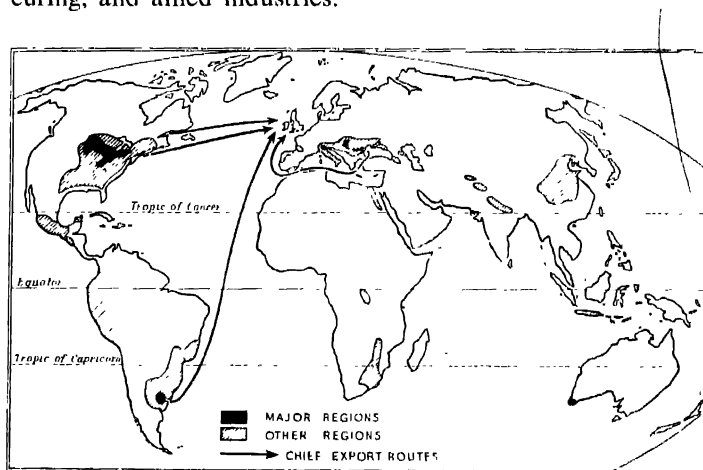 curing, and allied industries.
Tropic of Cancer
Equator
Tropic of Capricorn
MAJOR REGIONS
OTHER REGIONS
CHIEF EXPORT ROUTES